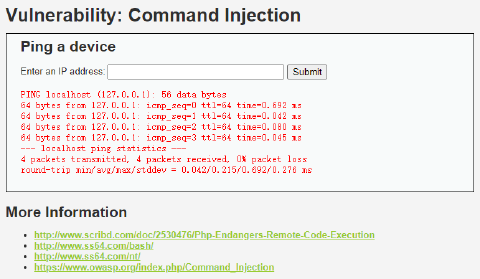 Vulnerability: Command Injection
Ping a device
Enter an IP address: Submit
PING localhost (127.0.0.1): 56 data bytes
64 bytes from 127.0.0.1: icmp_seq=0 ttl=64 time=0.692 ms
64 bytes from 127.0.0.1: icmp_seq=1 ttl=64 time=0.042 ms
64 bytes from 127.0.0.1: icmp_seq=2 ttl=64 time=0.080 ms
64 bytes from 127.0.0.1: icmp_seq=3 ttl=64 time=0.045 ms
--- localhost ping statistics ---
4 packets transmitted, 4 packets received, 0% packet loss
round-trip min/avg/max/stddev = 0.042/0.215/0.692/0.276 ms
More Information
http://www.scribd.com/doc/2530476/Php-Endangers-Remote-Code-Execution
http://www.ss64.com/bash/
http://www.ss64.com/nt/
https://www.owasp.org/index.php/Command_Injection